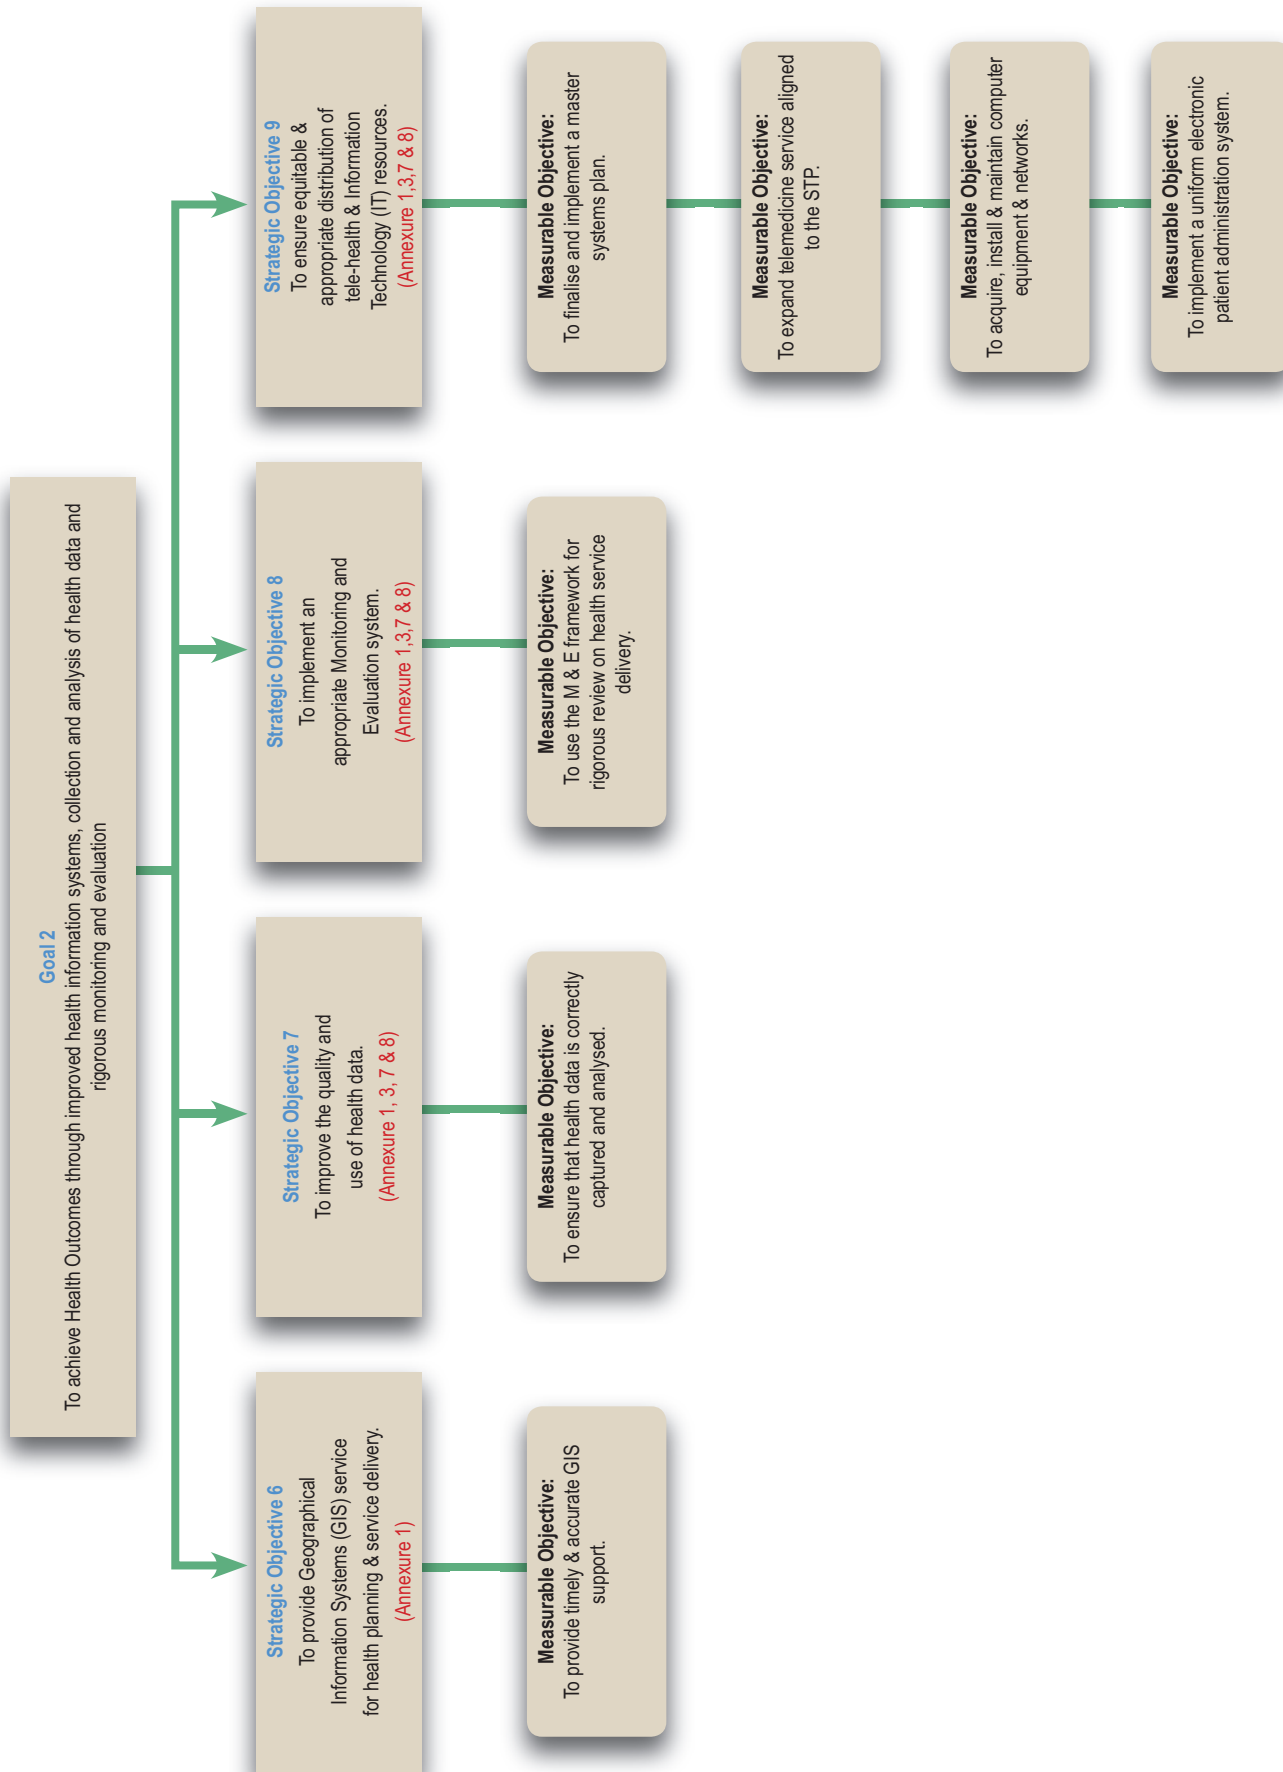 Goal 2
To achieve Health Outcomes through improved health information systems, collection and analysis of health data and
rigorous monitoring and evaluation
Strategic Objective 6
To provide Geographical
Information Systems (GIS) service
for health planning & service delivery.
(Annexure 1)
Strategic Objective 7
To improve the quality and
use of health data.
(Annexure 1, 3, 7 & 8)
Strategic Objective 8
To implement an
appropriate Monitoring and
Evaluation system.
(Annexure 1,3,7 & 8)
Strategic Objective 9
To ensure equitable &
appropriate distribution of
tele-health & Information
Technology (IT) resources.
(Annexure 1,3,7 & 8)
Measurable Objective:
To provide timely & accurate GIS
support.
Measurable Objective:
To ensure that health data is correctly
captured and analysed.
Measurable Objective:
To use the M & E framework for
rigorous review on health service
delivery.
Measurable Objective:
To finalise and implement a master
systems plan.
Measurable Objective:
To expand telemedicine service aligned
to the STP.
Measurable Objective:
To acquire, install & maintain computer
equipment & networks.
Measurable Objective:
To implement a uniform electronic
patient administration system.